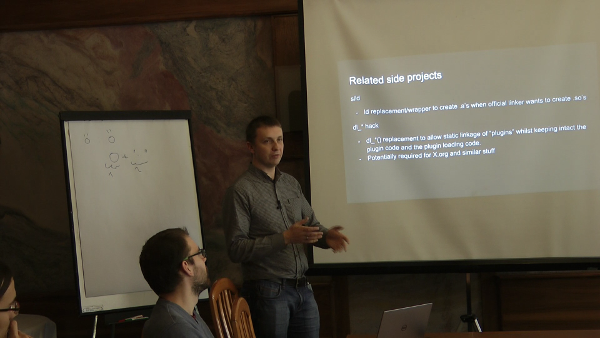 Related side projects
sld
- ld replacement/wrapper to create .a's when official linker wants to create .so's
dl_* hack
- dl_*() replacement to allow static linkage of "plugins" whilst keeping intact the
plugin code and the plugin loading code.
- Potentially required for X.org and similar stuff